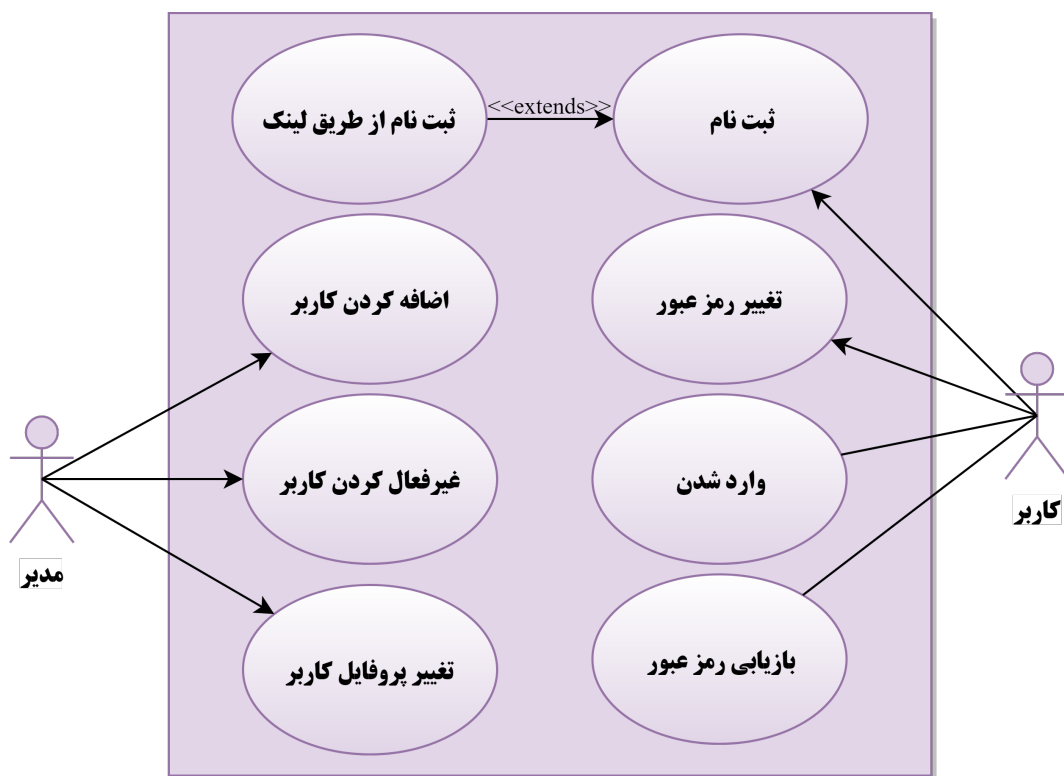 ثبت نام
<<extends>>
ثبت نام از طریق لینک
تغییر رمز عبور
اضافه کردن کاربر
وارد شدن
غیرفعال کردن کاربر
کاربر
مدیر
بازیابی رمز عبور
تغییر پروفایل کاربر